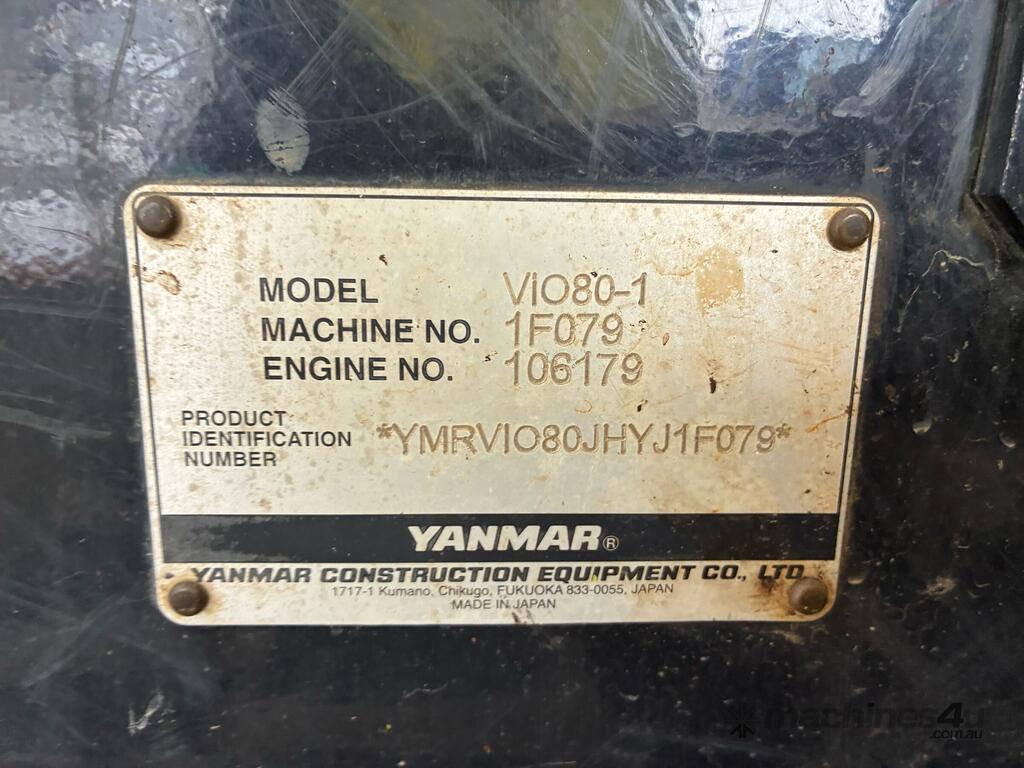 MODEL ViO80-1
MACHINE NO. 1F079
ENGINE NO. 106179
PRODUCT
IDENTIFICATION
NUMBER
*YMRVIO80JHYJ1F079*
YANMAR®
YANMAR CONSTRUCTION EQUIPMENT CO., LTD.
1717-1 Kumano, Chikugo, FUKUOKA 833-0055, JAPAN
MADE IN JAPAN
machines4u
.com.au